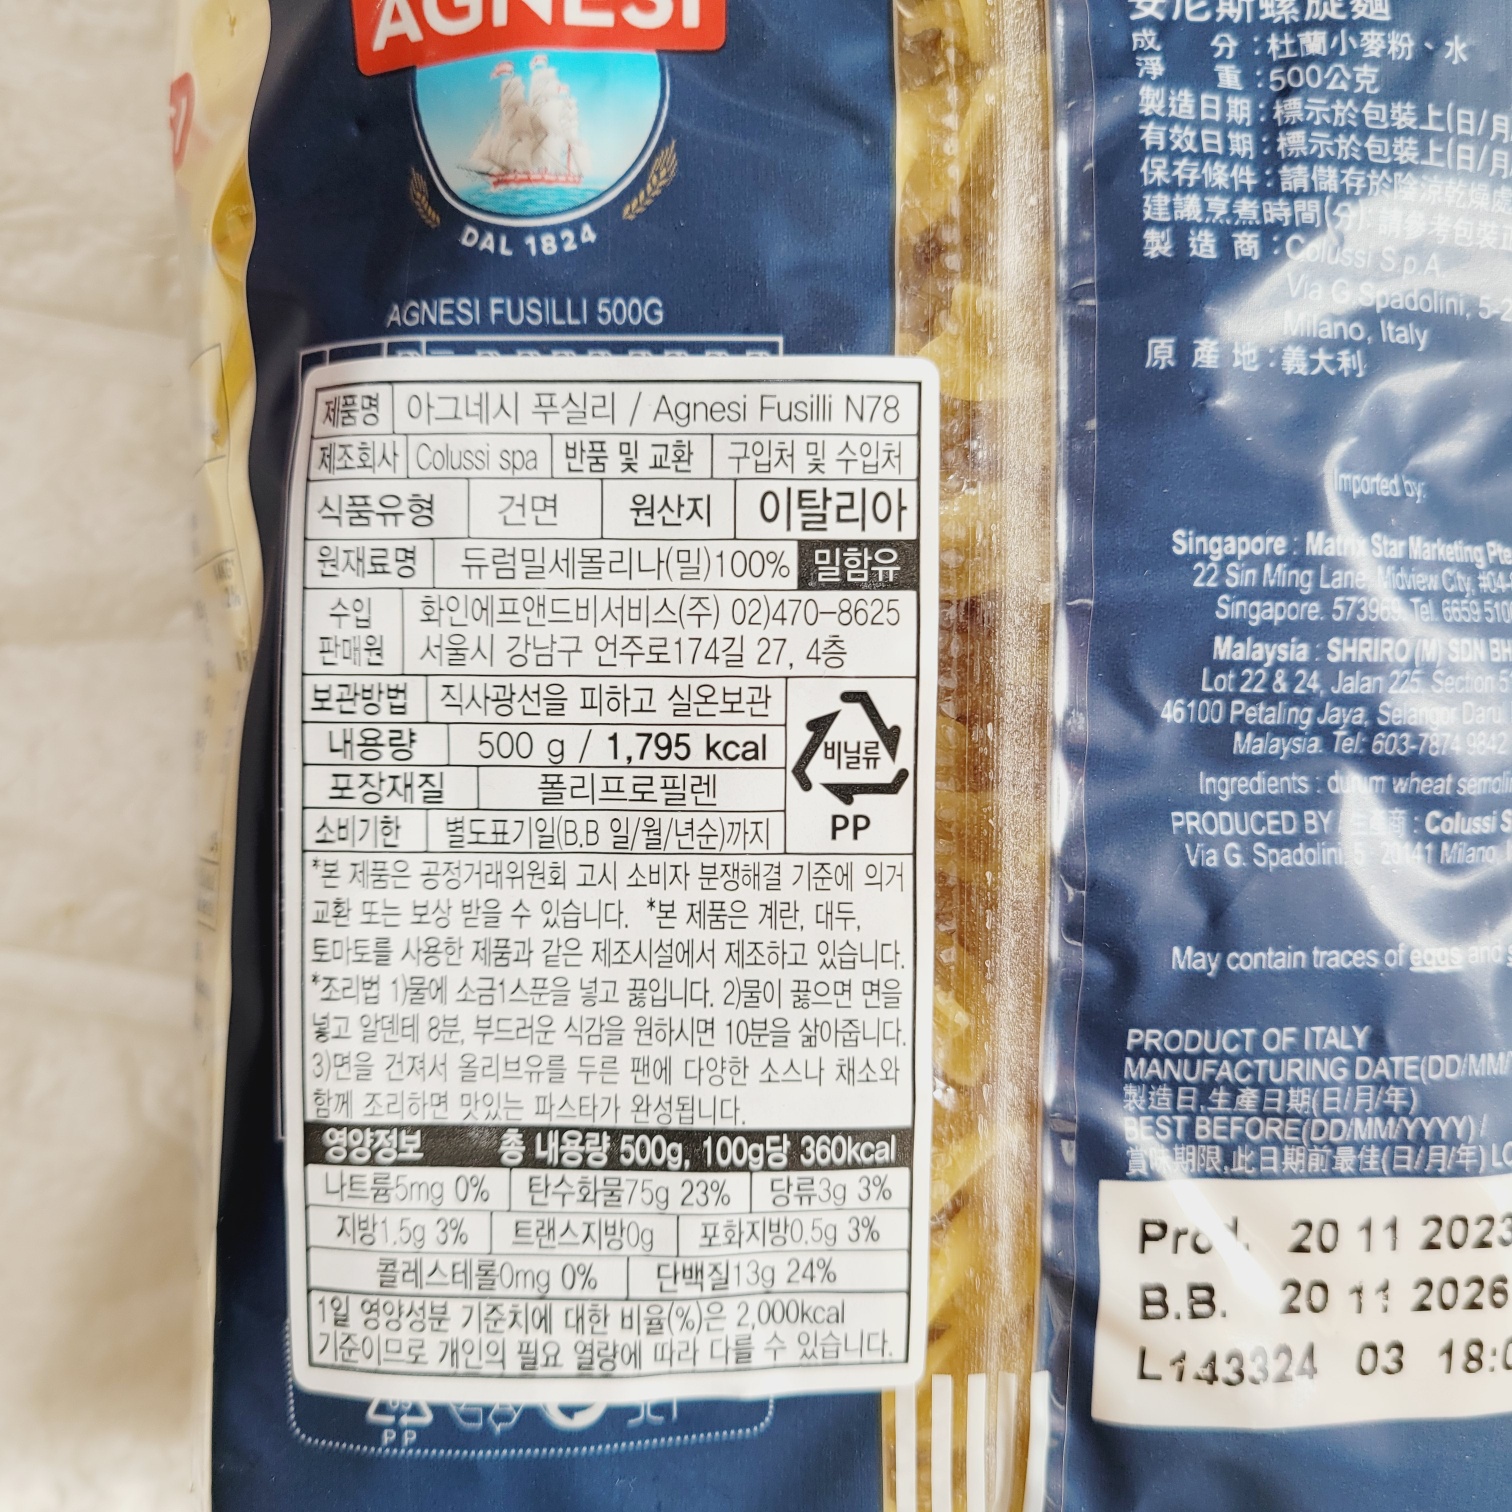 AGNESI
DAL 1824
AGNESI FUSILLI 500G
제품명 아그네시 푸실리 / Agnesi Fusilli N78
제조회사 Colussi spa 반품 및 교환 구입처 및 수입처
식품유형 건면 원산지 이탈리아
원재료명 듀럼밀세몰리나(밀)100% 밀함유
수입 판매원 화인에프앤드비서비스(주) 02)470-8625
서울시 강남구 언주로174길 27, 4층
보관방법 직사광선을 피하고 실온보관
내용량 500 g / 1,795 kcal
비닐류
PP
포장재질 폴리프로필렌
소비기한 별도표기일(B.B 일/월/년순)까지
*본 제품은 공정거래위원회 고시 소비자 분쟁해결 기준에 의거
교환 또는 보상 받을 수 있습니다. *본 제품은 계란, 대두,
토마토를 사용한 제품과 같은 제조시설에서 제조하고 있습니다.
*조리법 1)물에 소금1스푼을 넣고 끓입니다. 2)물이 끓으면 면을
넣고 알덴테 8분, 부드러운 식감을 원하시면 10분을 삶아줍니다.
3)면을 건져서 올리브유를 두른 팬에 다양한 소스나 채소와
함께 조리하면 맛있는 파스타가 완성됩니다.
영양정보 총 내용량 500g, 100g당 360kcal
나트륨5mg 0% 탄수화물75g 23% 당류3g 3%
지방1.5g 3% 트랜스지방0g 포화지방0.5g 3%
콜레스테롤0mg 0% 단백질13g 24%
1일 영양성분 기준치에 대한 비율(%)은 2,000kcal
기준이므로 개인의 필요 열량에 따라 다를 수 있습니다.
PP
安尼斯螺旋麵
成 分:杜蘭小麥粉、水
淨 重:500公克
製造日期:標示於包裝上(日/月
有效日期:標示於包裝上(日/月
保存條件:請儲存於陰涼乾燥
建議烹煮時間(分):請參考包裝
製 造 商:Colussi S.p.A.
Via G.Spadolini, 5-
Milano, Italy
原 產 地:義大利
Imported by:
Singapore : Matrix Star Marketing
22 Sin Ming Lane, Midview City,
Singapore. 573969 Tel. 6659
Malaysia : SHRIRO (M) SDN
Lot 22 & 24, Jalan 225, Section
46100 Petaling Jaya, Selangor
Malaysia. Tel: 603-7874 9842
Ingredients : durum wheat
PRODUCED BY 生產商 : Colussi
Via G. Spadolini, 5 20141 Milano
May contain traces of eggs and
PRODUCT OF ITALY
MANUFACTURING DATE(DD/MM/
製造日,生產日期(日/月/年)
BEST BEFORE(DD/MM/YYYY) /
賞味期限,此日期前最佳(日/月/年)
Prod. 20 11 2023
B.B. 20 11 2026
L143324 03 18:0